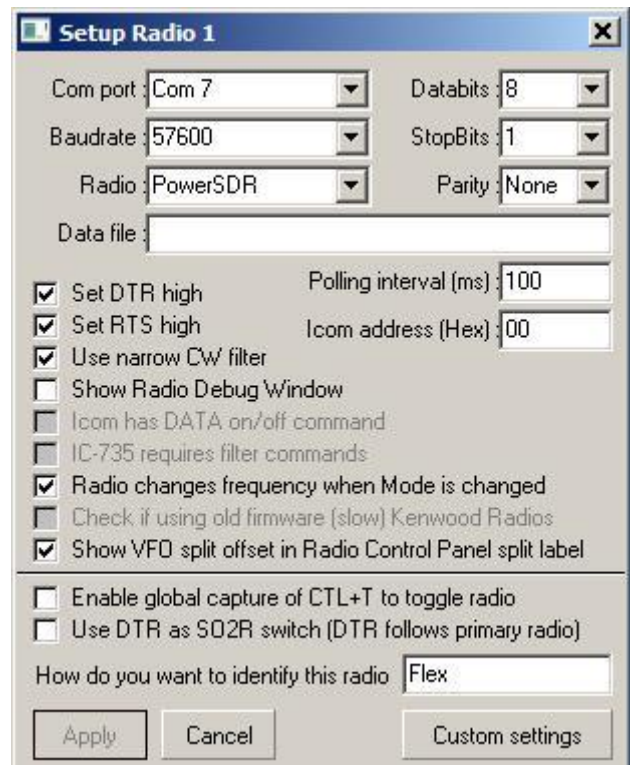 Setup Radio 1
Com port : Com 7 Databits : 8
Baudrate : 57600 StopBits : 1
Radio : PowerSDR Parity : None
Data file :
Set DTR high Polling interval (ms) : 100
Set RTS high Icom address (Hex) : 00
Use narrow CW filter
Show Radio Debug Window
Icom has DATA on/off command
IC-735 requires filter commands
Radio changes frequency when Mode is changed
Check if using old firmware (slow) Kenwood Radios
Show VFO split offset in Radio Control Panel split label
Enable global capture of CTL+T to toggle radio
Use DTR as SO2R switch (DTR follows primary radio)
How do you want to identify this radio Flex
Apply Cancel Custom settings